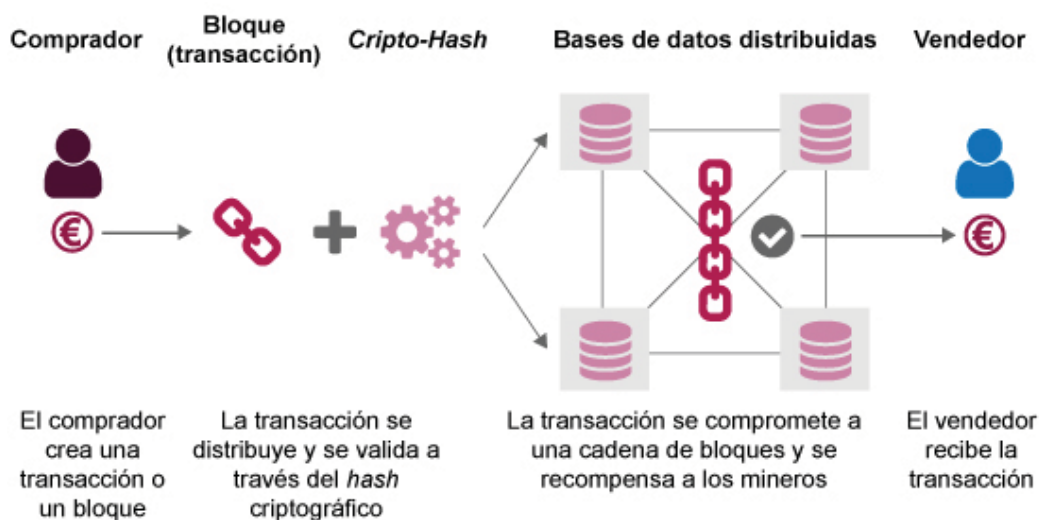 Comprador
Bloque
(transacción)
Cripto-Hash
Bases de datos distribuidas
Vendedor
€
€
El comprador
crea una
transacción o
un bloque
La transacción se
distribuye y se valida a
través del hash
criptográfico
La transacción se compromete a
una cadena de bloques y se
recompensa a los mineros
El vendedor
recibe la
transacción